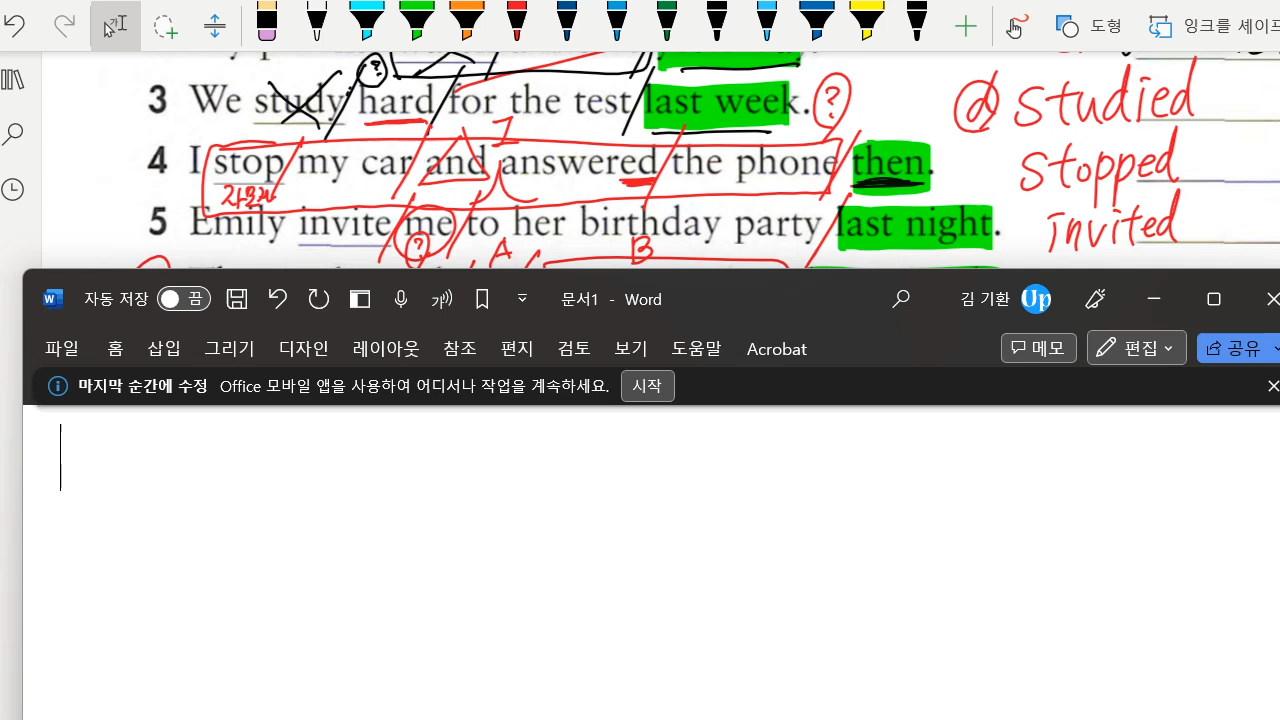 도형
잉크를 셰이프
3 We study hard for the test last week. ? ⓓ studied
?
4 I stop my car and answered the phone then. stopped
5 Emily invite me to her birthday party last night. invited
? A B
자동 저장 끔 가 문서1 - Word 김 기환 Up
파일 홈 삽입 그리기 디자인 레이아웃 참조 편지 검토 보기 도움말 Acrobat 메모 편집 공유
마지막 순간에 수정 Office 모바일 앱을 사용하여 어디서나 작업을 계속하세요. 시작